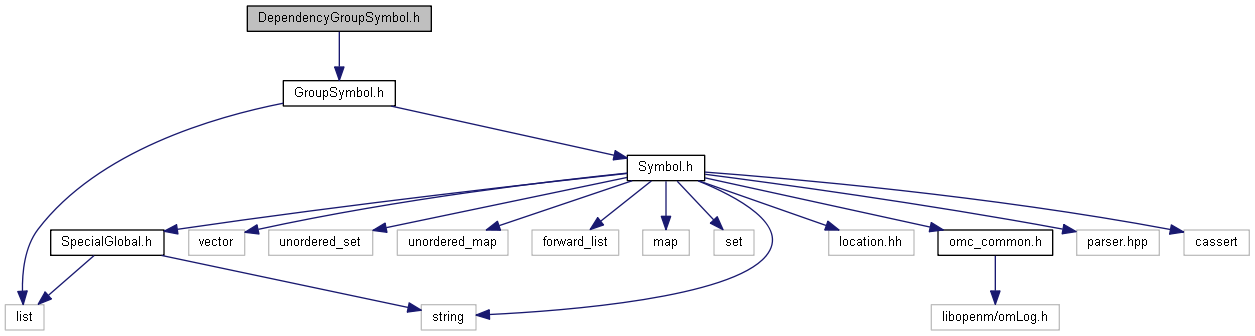 DependencyGroupSymbol.h
GroupSymbol.h
Symbol.h
SpecialGlobal.h
vector
unordered_set
unordered_map
forward_list
map
set
location.hh
omc_common.h
parser.hpp
cassert
list
string
libopenm/omLog.h